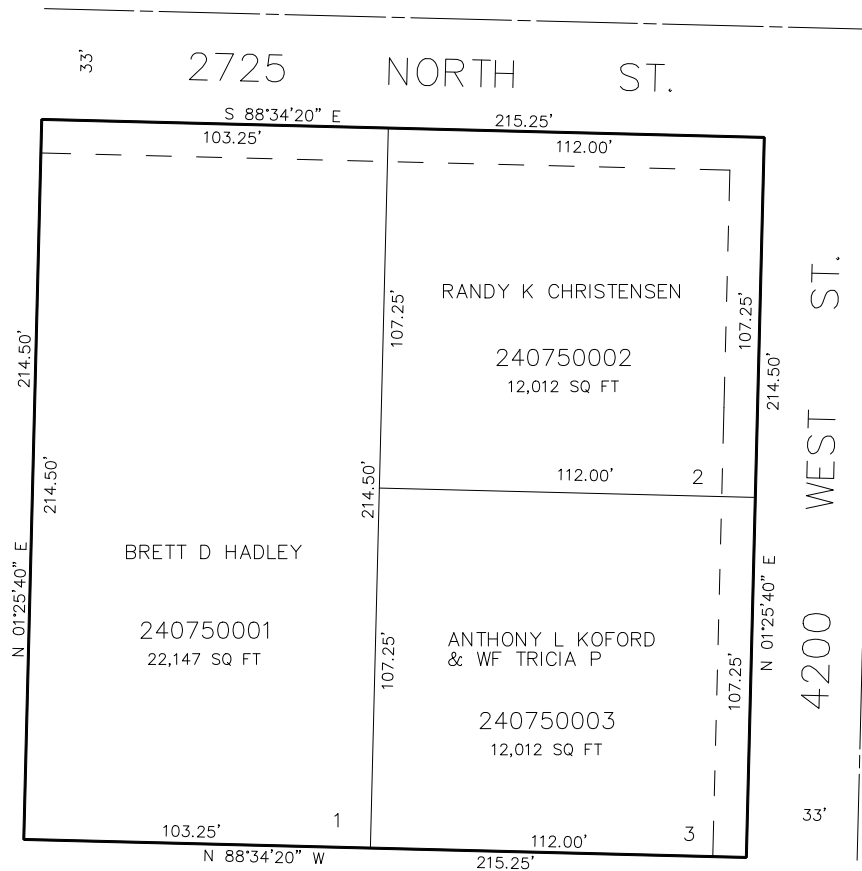 33'
2725 NORTH ST.
S 88°34'20" E
215.25'
103.25'
112.00'
214.50'
214.50'
N 01°25'40" E
BRETT D HADLEY
240750001
22,147 SQ FT
1
103.25'
214.50'
107.25'
RANDY K CHRISTENSEN
240750002
12,012 SQ FT
107.25'
214.50'
112.00'
2
107.25'
ANTHONY L KOFORD
& WF TRICIA P
240750003
12,012 SQ FT
107.25'
N 01°25'40" E
3
112.00'
N 88°34'20" W
215.25'
4200 WEST ST.
33'